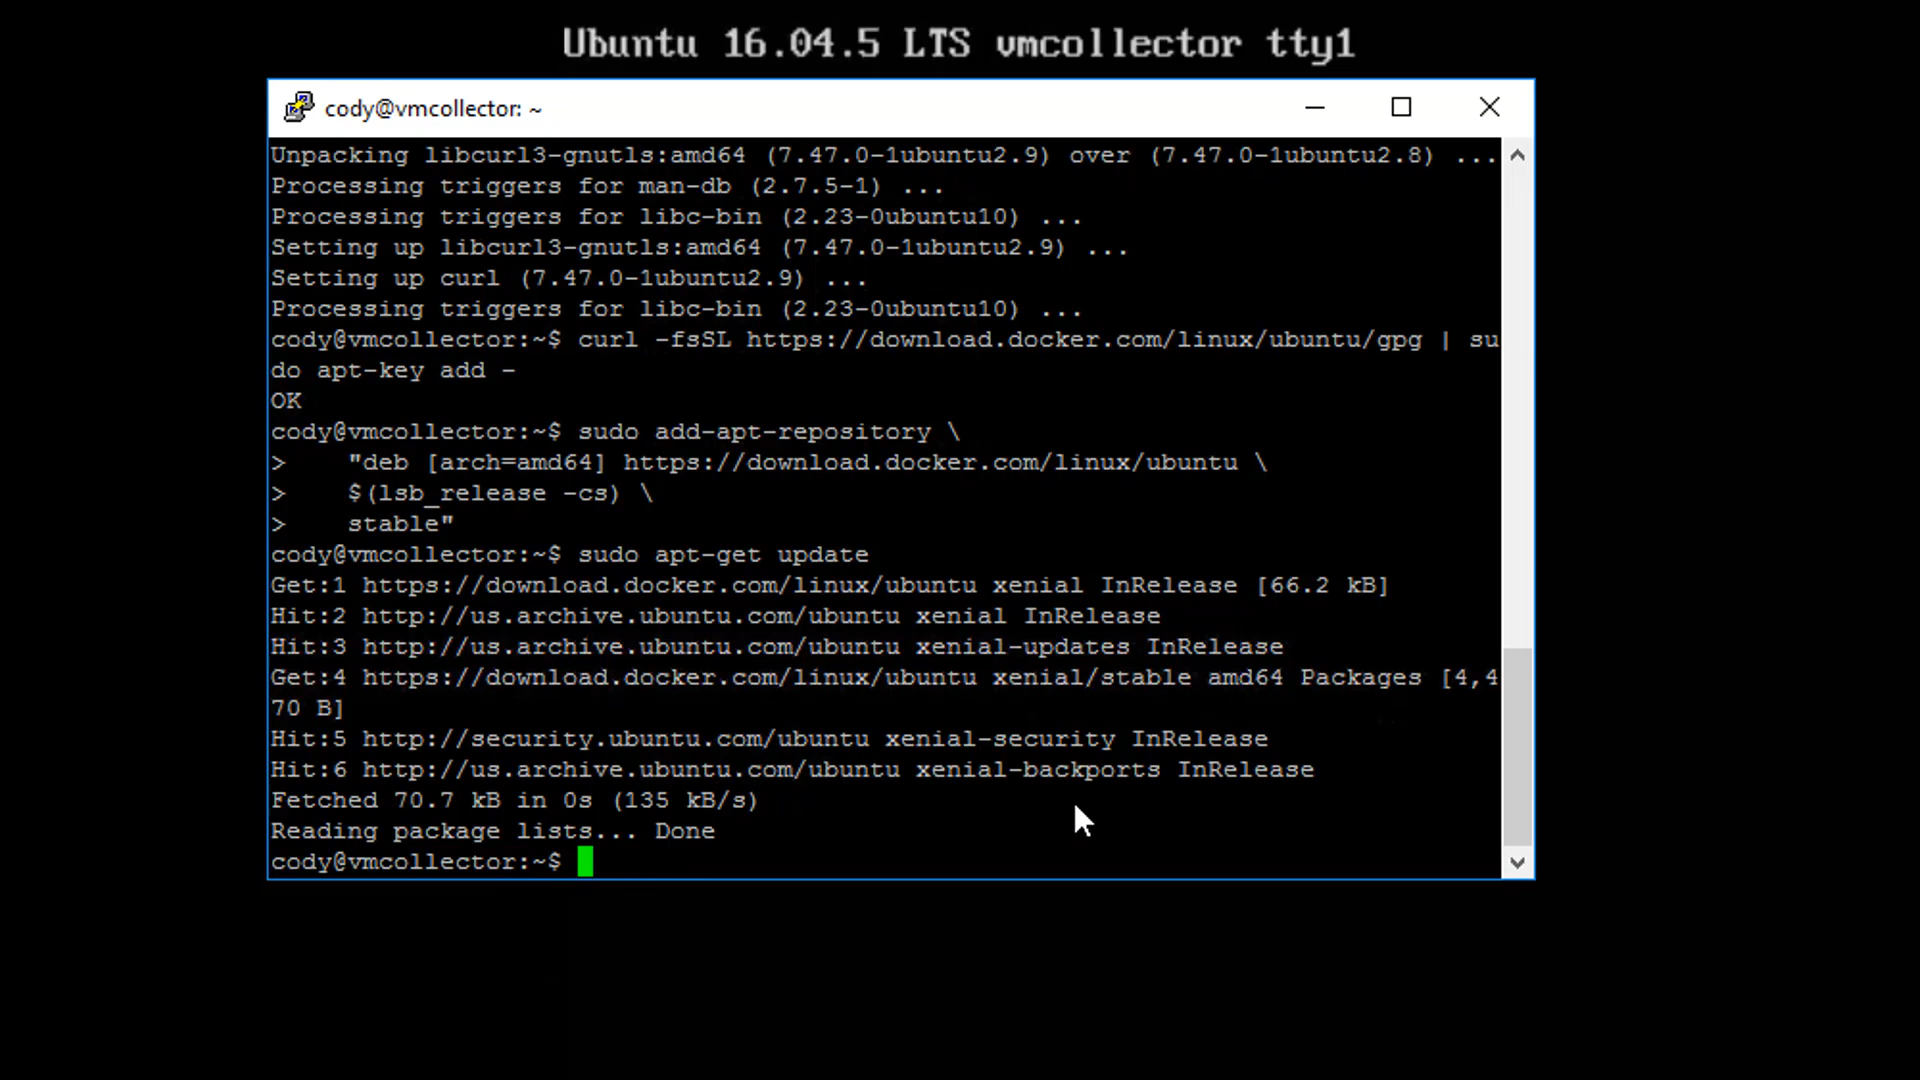 Ubuntu 16.04.5 LTS vmcollector tty1
cody@vmcollector: ~
Unpacking libcurl3-gnutls:amd64 (7.47.0-1ubuntu2.9) over (7.47.0-1ubuntu2.8) ...
Processing triggers for man-db (2.7.5-1) ...
Processing triggers for libc-bin (2.23-0ubuntu10) ...
Setting up libcurl3-gnutls:amd64 (7.47.0-1ubuntu2.9) ...
Setting up curl (7.47.0-1ubuntu2.9) ...
Processing triggers for libc-bin (2.23-0ubuntu10) ...
cody@vmcollector:~$ curl -fsSL https://download.docker.com/linux/ubuntu/gpg | su
do apt-key add -
OK
cody@vmcollector:~$ sudo add-apt-repository \
>    "deb [arch=amd64] https://download.docker.com/linux/ubuntu \
>    $(lsb_release -cs) \
>    stable"
cody@vmcollector:~$ sudo apt-get update
Get:1 https://download.docker.com/linux/ubuntu xenial InRelease [66.2 kB]
Hit:2 http://us.archive.ubuntu.com/ubuntu xenial InRelease
Hit:3 http://us.archive.ubuntu.com/ubuntu xenial-updates InRelease
Get:4 https://download.docker.com/linux/ubuntu xenial/stable amd64 Packages [4,4
70 B]
Hit:5 http://security.ubuntu.com/ubuntu xenial-security InRelease
Hit:6 http://us.archive.ubuntu.com/ubuntu xenial-backports InRelease
Fetched 70.7 kB in 0s (135 kB/s)
Reading package lists... Done
cody@vmcollector:~$